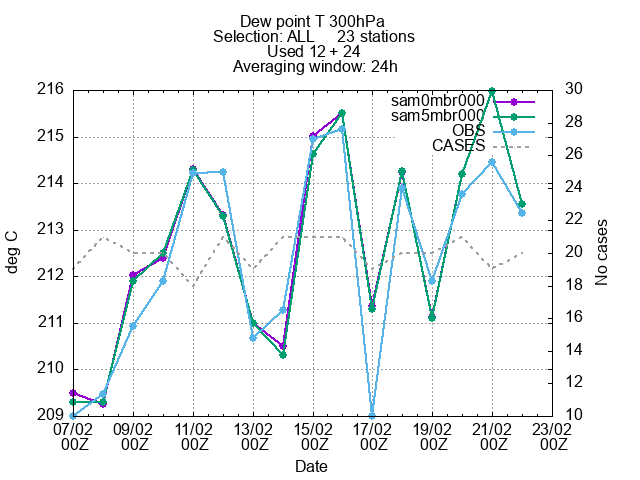 Dew point T 300hPa
Selection: ALL 23 stations
Used 12 + 24
Averaging window: 24h
sam0mbr000
sam5mbr000
OBS
CASES
216
215
214
213
212
211
210
209
deg C
30
28
26
24
22
20
18
16
14
12
10
No cases
07/02 09/02 11/02 13/02 15/02 17/02 19/02 21/02 23/02
00Z 00Z 00Z 00Z 00Z 00Z 00Z 00Z 00Z
Date